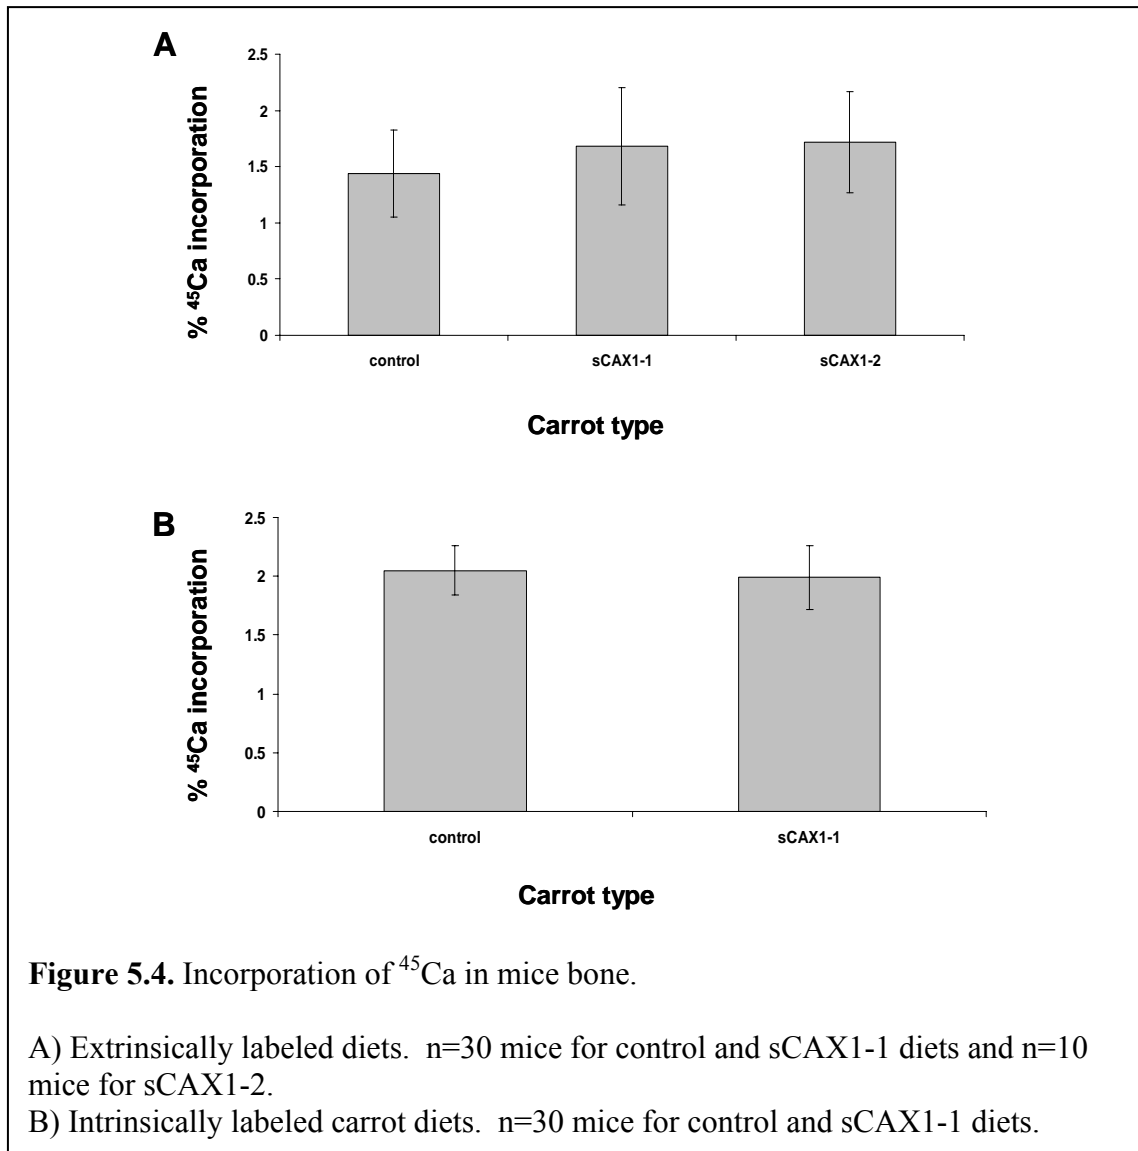 A
2.5
2
1.5
1
0.5
0
% ⁴⁵Ca incorporation
control sCAX1-1 sCAX1-2
Carrot type
B
2.5
2
1.5
1
0.5
0
% ⁴⁵Ca incorporation
control sCAX1-1
Carrot type
Figure 5.4. Incorporation of ⁴⁵Ca in mice bone.
A) Extrinsically labeled diets.  n=30 mice for control and sCAX1-1 diets and n=10
mice for sCAX1-2.
B) Intrinsically labeled carrot diets.  n=30 mice for control and sCAX1-1 diets.